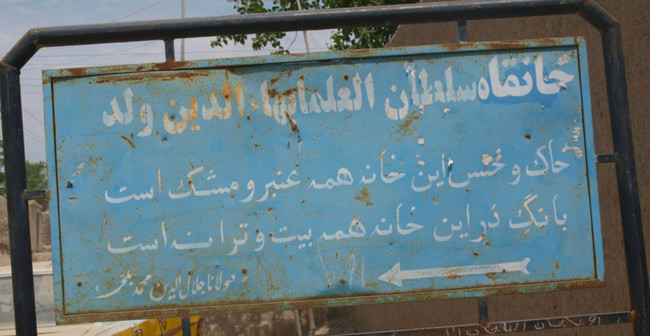 خانقاه سلطان العلما بهاء الدین ولد
خاک و خس این خانه همه عنبر و مشک است
بانگ در این خانه همه بیت و ترانه است
مولانا جلال الدین محمد بلخی